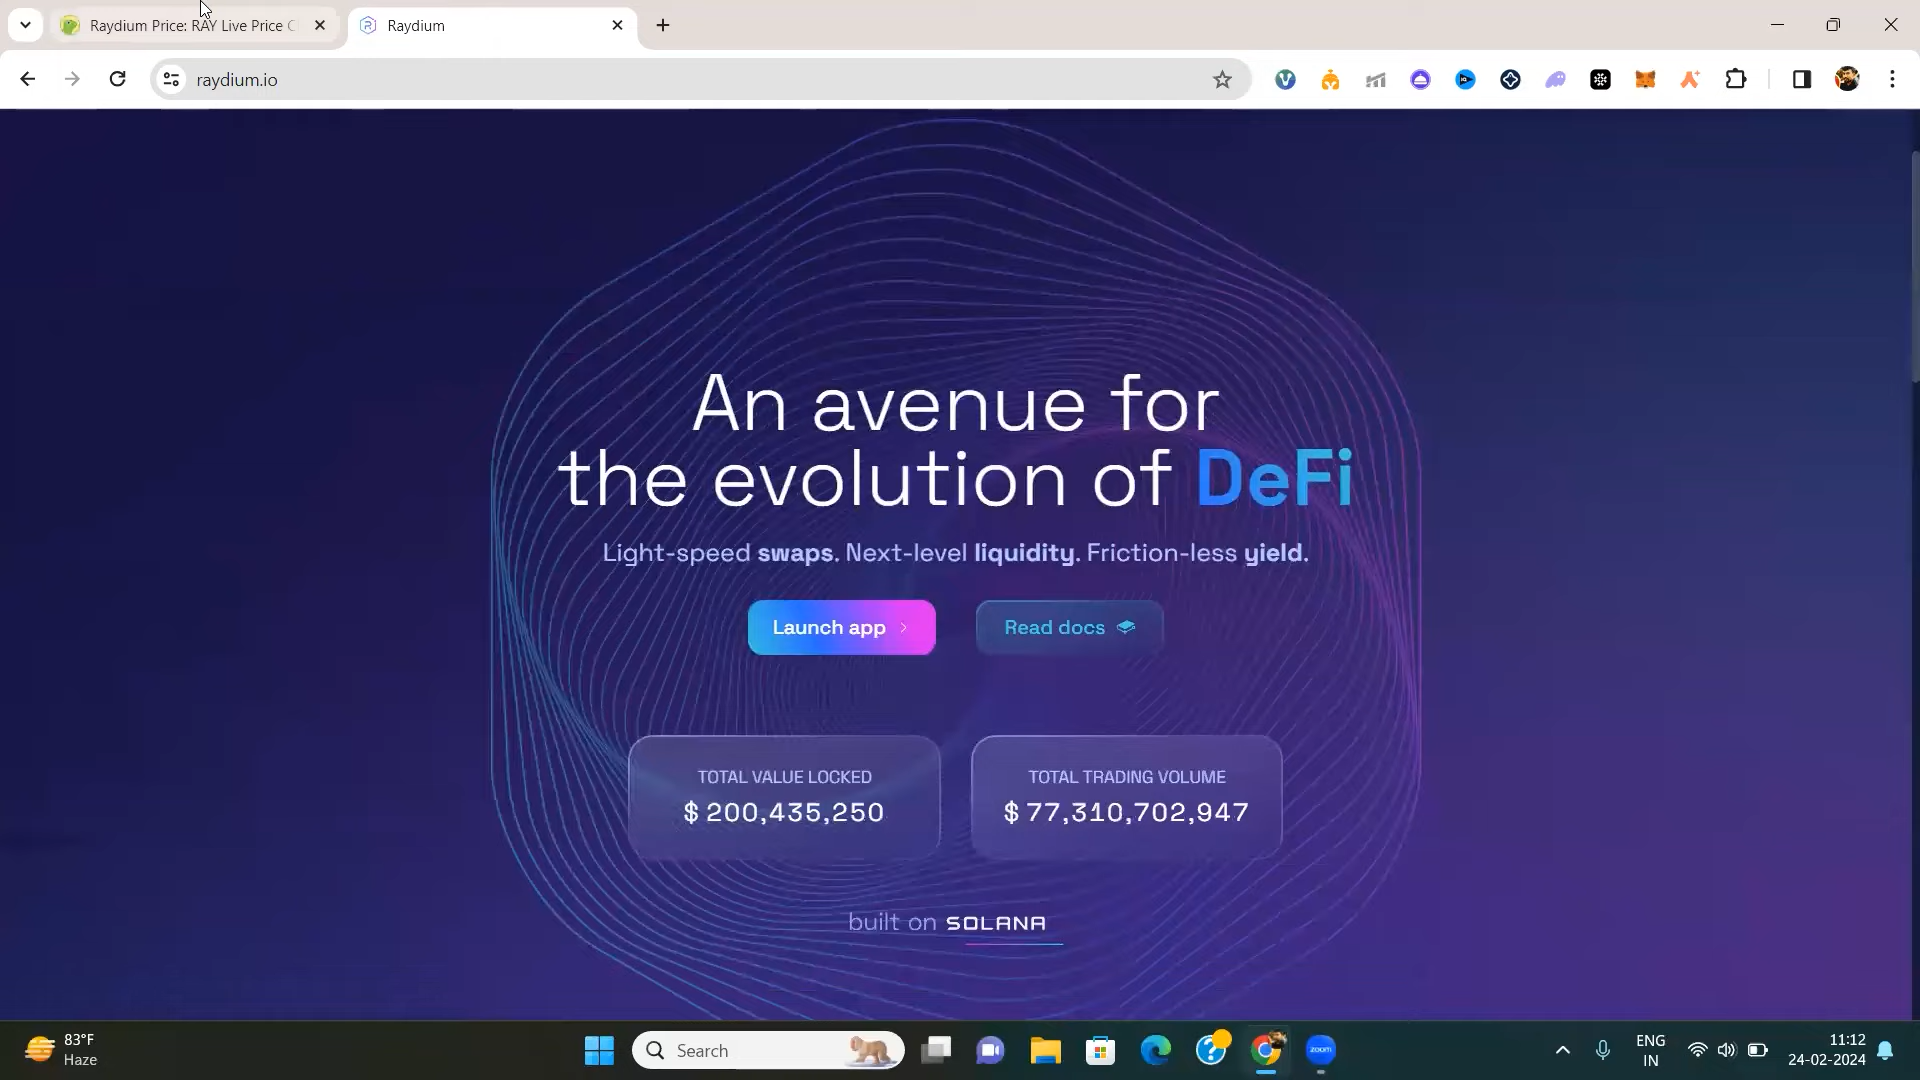 Raydium Price: RAY Live Price C
Raydium
raydium.io
An avenue for
the evolution of DeFi
Light-speed swaps. Next-level liquidity. Friction-less yield.
Launch app
Read docs
TOTAL VALUE LOCKED
$ 200,435,250
TOTAL TRADING VOLUME
$ 77,310,702,947
built on SOLANA
83°F
Haze
Search
zoom
ENG
IN
11:12
24-02-2024